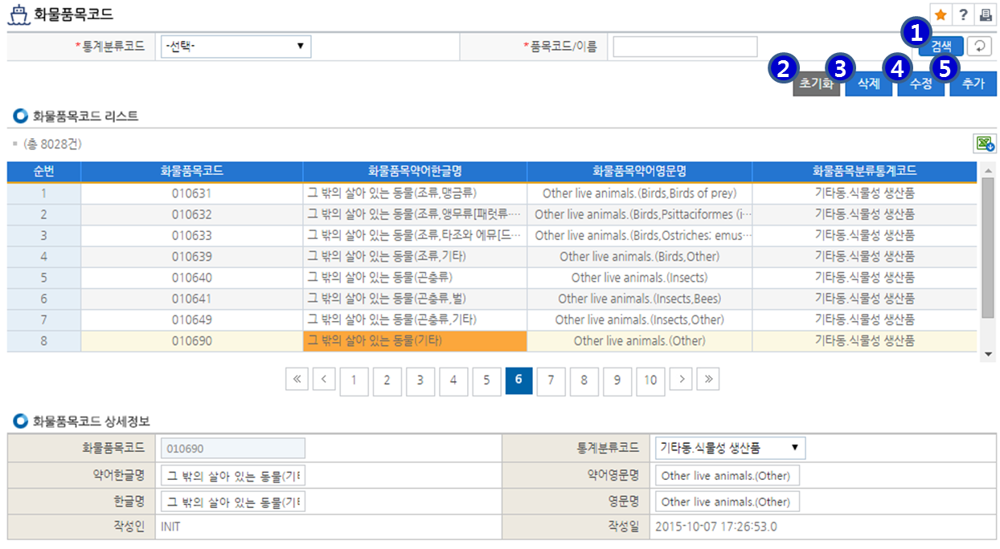 화물품목코드
?
*통계분류코드 -선택- ▼ *품목코드/이름 1 검색
2 초기화 3 삭제 4 수정 5 추가
화물품목코드 리스트
(총 8028건)
순번 화물품목코드 화물품목약어한글명 화물품목약어영문명 화물품목분류통계코드
1 010631 그 밖의 살아 있는 동물(조류,맹금류) Other live animals.(Birds,Birds of prey) 기타동.식물성 생산품
2 010632 그 밖의 살아 있는 동물(조류,앵무류[패럿류… Other live animals.(Birds,Psittaciformes (i… 기타동.식물성 생산품
3 010633 그 밖의 살아 있는 동물(조류,타조와 에뮤[드… Other live animals.(Birds,Ostriches: emus… 기타동.식물성 생산품
4 010639 그 밖의 살아 있는 동물(조류,기타) Other live animals.(Birds,Other) 기타동.식물성 생산품
5 010640 그 밖의 살아 있는 동물(곤충류) Other live animals.(Insects) 기타동.식물성 생산품
6 010641 그 밖의 살아 있는 동물(곤충류,벌) Other live animals.(Insects,Bees) 기타동.식물성 생산품
7 010649 그 밖의 살아 있는 동물(곤충류,기타) Other live animals.(Insects,Other) 기타동.식물성 생산품
8 010690 그 밖의 살아 있는 동물(기타) Other live animals.(Other) 기타동.식물성 생산품
« < 1 2 3 4 5 6 7 8 9 10 > »
화물품목코드 상세정보
화물품목코드 010690 통계분류코드 기타동.식물성 생산품 ▼
약어한글명 그 밖의 살아 있는 동물(기 약어영문명 Other live animals.(Other)
한글명 그 밖의 살아 있는 동물(기 영문명 Other live animals.(Other)
작성인 INIT 작성일 2015-10-07 17:26:53.0